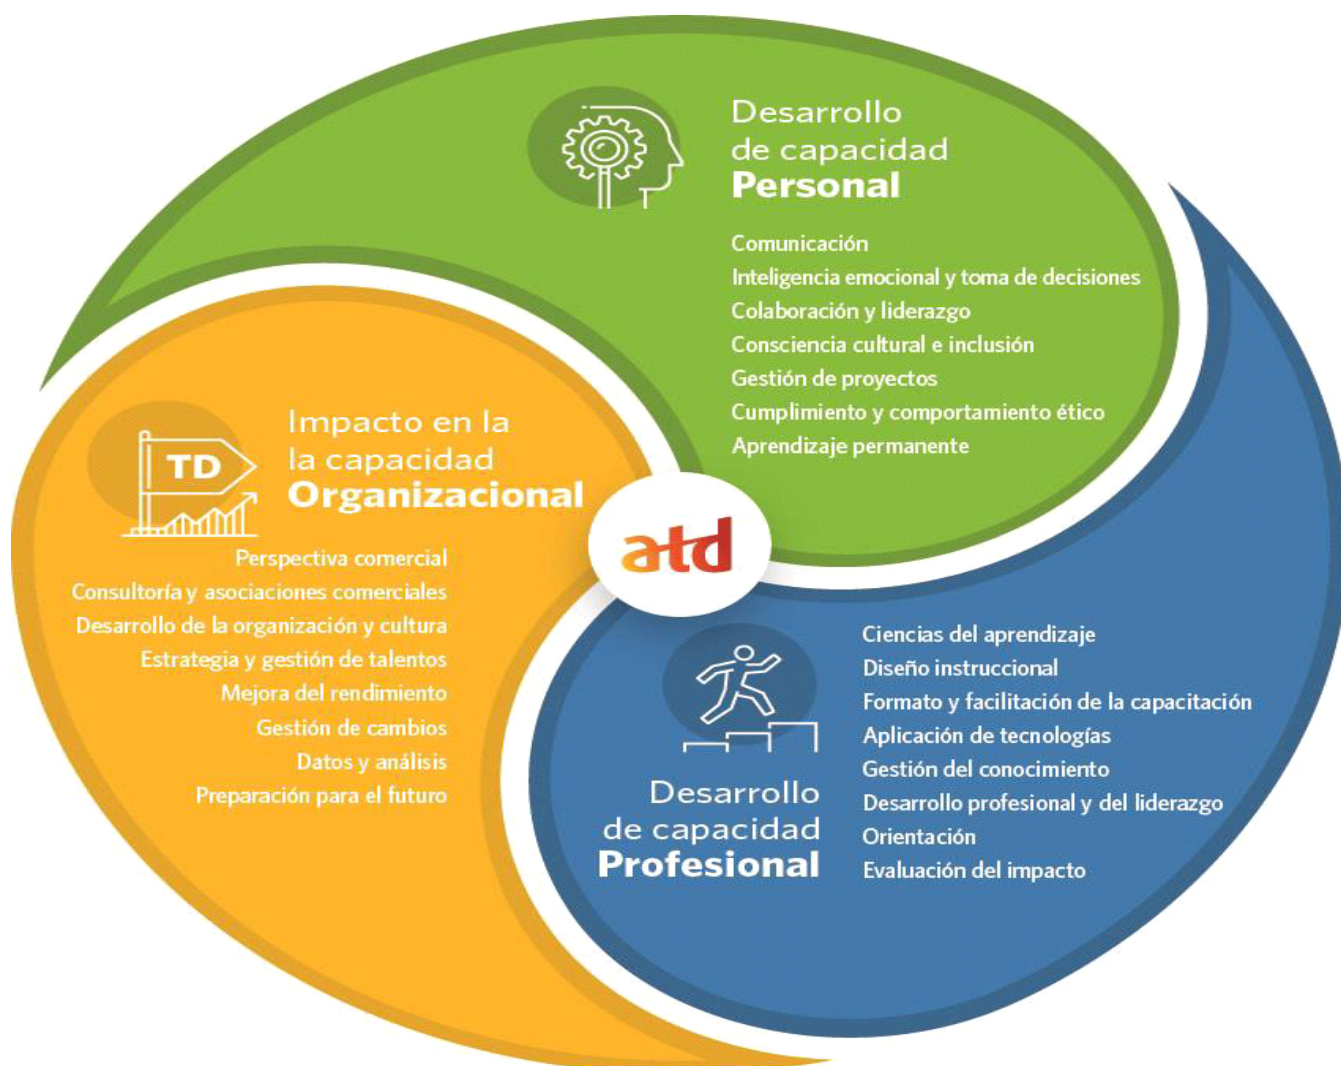 Desarrollo
de capacidad
Personal
Comunicación
Inteligencia emocional y toma de decisiones
Colaboración y liderazgo
Consciencia cultural e inclusión
Gestión de proyectos
Cumplimiento y comportamiento ético
Aprendizaje permanente
TD
Impacto en la
la capacidad
Organizacional
Perspectiva comercial
Consultoría y asociaciones comerciales
Desarrollo de la organización y cultura
Estrategia y gestión de talentos
Mejora del rendimiento
Gestión de cambios
Datos y análisis
Preparación para el futuro
atd
Desarrollo
de capacidad
Profesional
Ciencias del aprendizaje
Diseño instruccional
Formato y facilitación de la capacitación
Aplicación de tecnologías
Gestión del conocimiento
Desarrollo profesional y del liderazgo
Orientación
Evaluación del impacto